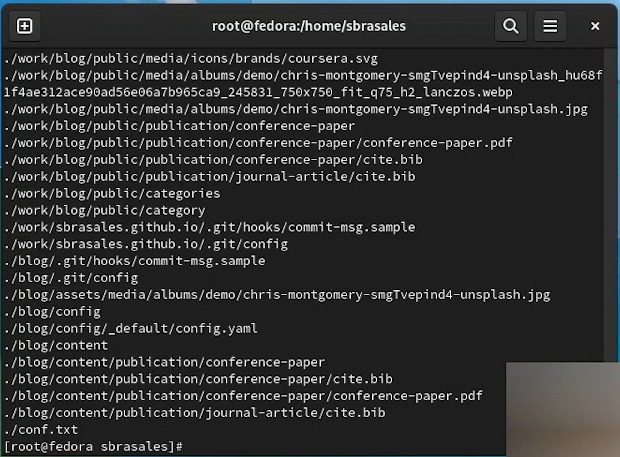 root@fedora:/home/sbrasales
./work/blog/public/media/icons/brands/coursera.svg
./work/blog/public/media/albums/demo/chris-montgomery-smgTvepind4-unsplash_hu68f
1f4ae312ace90ad56e06a7b965ca9_245831_750x750_fit_q75_h2_lanczos.webp
./work/blog/public/media/albums/demo/chris-montgomery-smgTvepind4-unsplash.jpg
./work/blog/public/publication/conference-paper
./work/blog/public/publication/conference-paper/conference-paper.pdf
./work/blog/public/publication/conference-paper/cite.bib
./work/blog/public/publication/journal-article/cite.bib
./work/blog/public/categories
./work/blog/public/category
./work/sbrasales.github.io/.git/hooks/commit-msg.sample
./work/sbrasales.github.io/.git/config
./blog/.git/hooks/commit-msg.sample
./blog/.git/config
./blog/assets/media/albums/demo/chris-montgomery-smgTvepind4-unsplash.jpg
./blog/config
./blog/config/_default/config.yaml
./blog/content
./blog/content/publication/conference-paper
./blog/content/publication/conference-paper/cite.bib
./blog/content/publication/conference-paper/conference-paper.pdf
./blog/content/publication/journal-article/cite.bib
./conf.txt
[root@fedora sbrasales]#